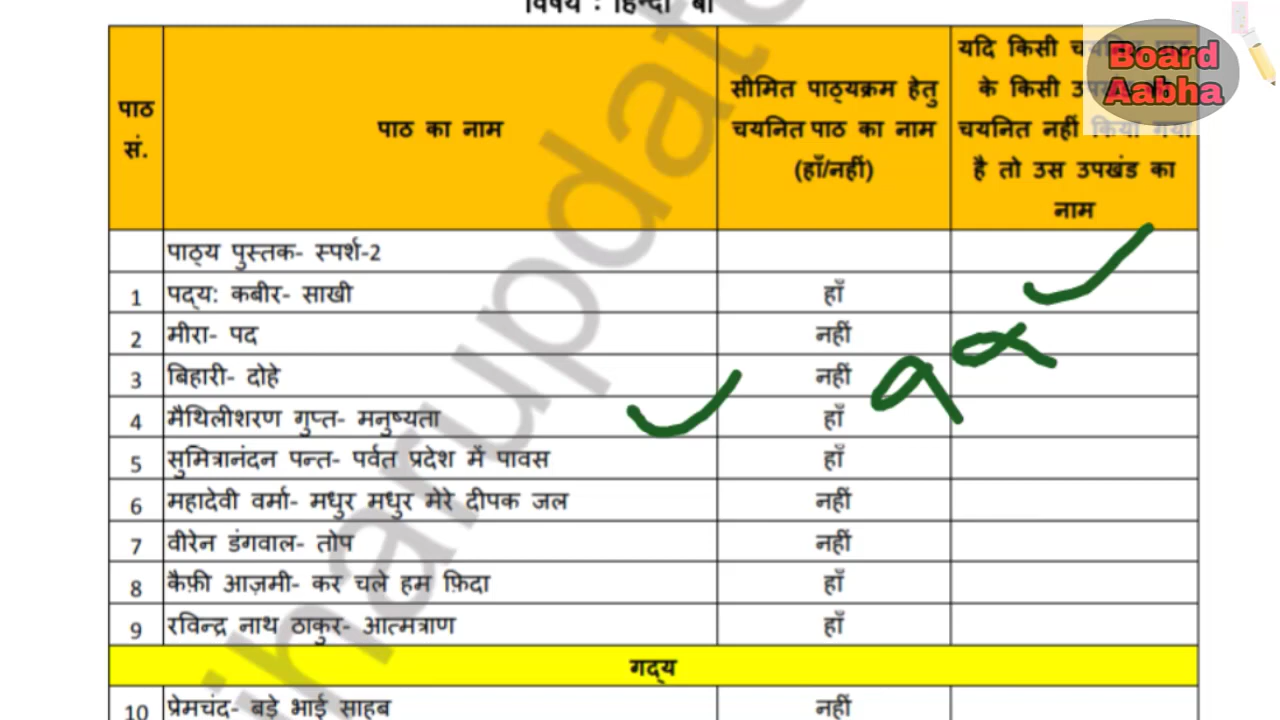 विषय : हिन्दी 'बी'
पाठ सं.
पाठ का नाम
सीमित पाठ्यक्रम हेतु
चयनित पाठ का नाम
(हाँ/नहीं)
यदि किसी चयनित पाठ
के किसी उपखंड को
चयनित नहीं किया गया
है तो उस उपखंड का
नाम
Board
Aabha
पाठ्य पुस्तक- स्पर्श-2
1 पद्य: कबीर- साखी हाँ
2 मीरा- पद नहीं
3 बिहारी- दोहे नहीं
4 मैथिलीशरण गुप्त- मनुष्यता हाँ
5 सुमित्रानंदन पन्त- पर्वत प्रदेश में पावस हाँ
6 महादेवी वर्मा- मधुर मधुर मेरे दीपक जल नहीं
7 वीरेन डंगवाल- तोप नहीं
8 कैफ़ी आज़मी- कर चले हम फ़िदा हाँ
9 रविन्द्र नाथ ठाकुर- आत्मत्राण हाँ
गद्य
10 प्रेमचंद- बड़े भाई साहब नहीं